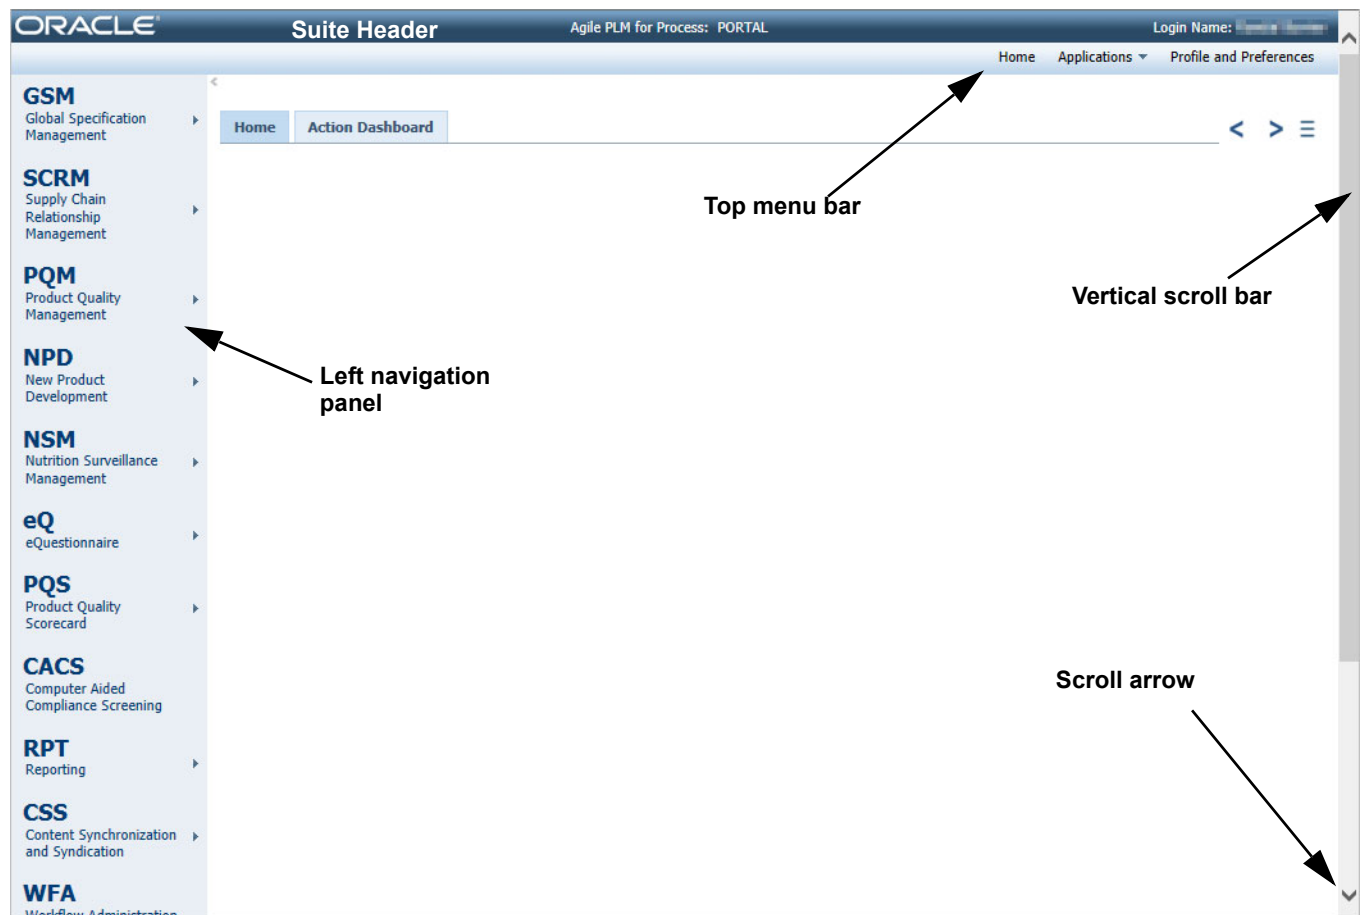 ORACLE
Suite Header
Agile PLM for Process: PORTAL
Login Name:
Home Applications Profile and Preferences
GSM
Global Specification
Management
Home Action Dashboard
SCRM
Supply Chain
Relationship
Management
Top menu bar
PQM
Product Quality
Management
Vertical scroll bar
NPD
New Product
Development
Left navigation
panel
NSM
Nutrition Surveillance
Management
eQ
eQuestionnaire
PQS
Product Quality
Scorecard
CACS
Computer Aided
Compliance Screening
Scroll arrow
RPT
Reporting
CSS
Content Synchronization
and Syndication
WFA
Workflow Administration